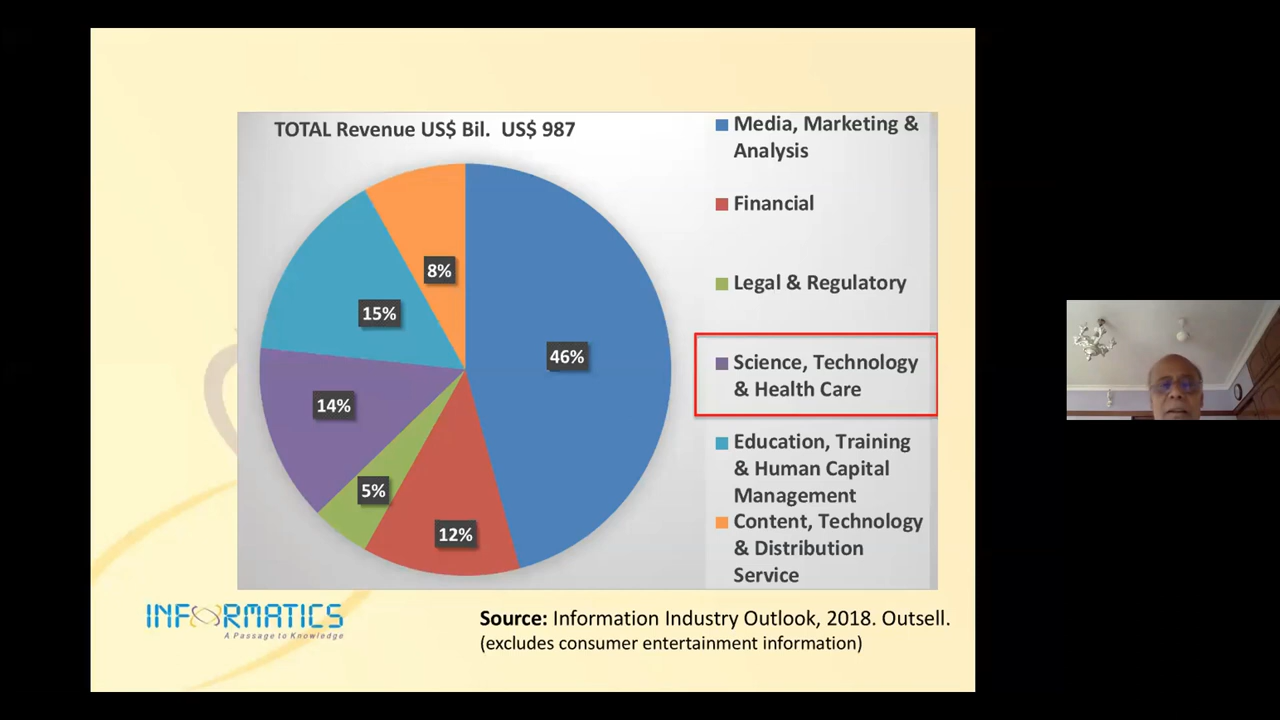 TOTAL Revenue US$ Bil.  US$ 987
46%
12%
5%
14%
15%
8%
Media, Marketing &
Analysis
Financial
Legal & Regulatory
Science, Technology
& Health Care
Education, Training
& Human Capital
Management
Content, Technology
& Distribution
Service
INFORMATICS
A Passage to Knowledge
Source: Information Industry Outlook, 2018. Outsell.
(excludes consumer entertainment information)